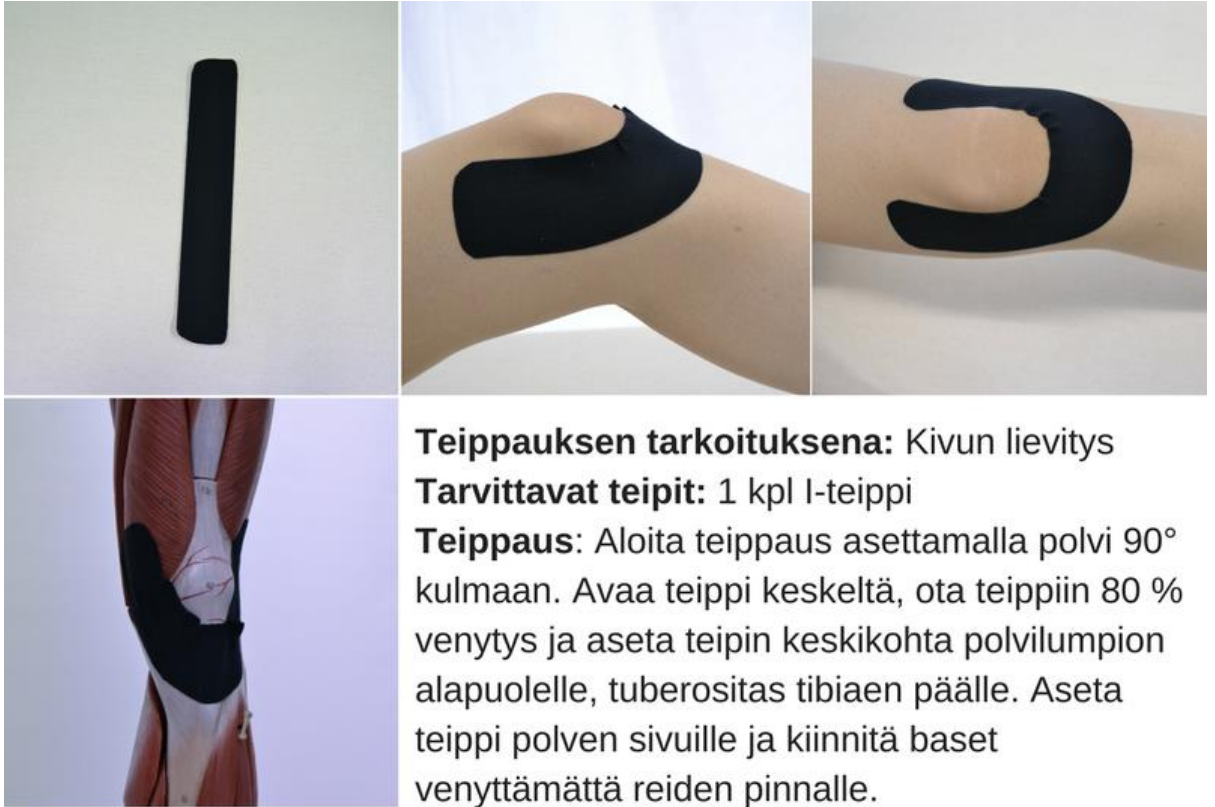 Teippauksen tarkoituksena: Kivun lievitys
Tarvittavat teipit: 1 kpl I-teippi
Teippaus: Aloita teippaus asettamalla polvi 90°
kulmaan. Avaa teippi keskeltä, ota teippiin 80 %
venytys ja aseta teipin keskikohta polvilumpion
alapuolelle, tuberositas tibiaen päälle. Aseta
teippi polven sivuille ja kiinnitä baset
venyttämättä reiden pinnalle.